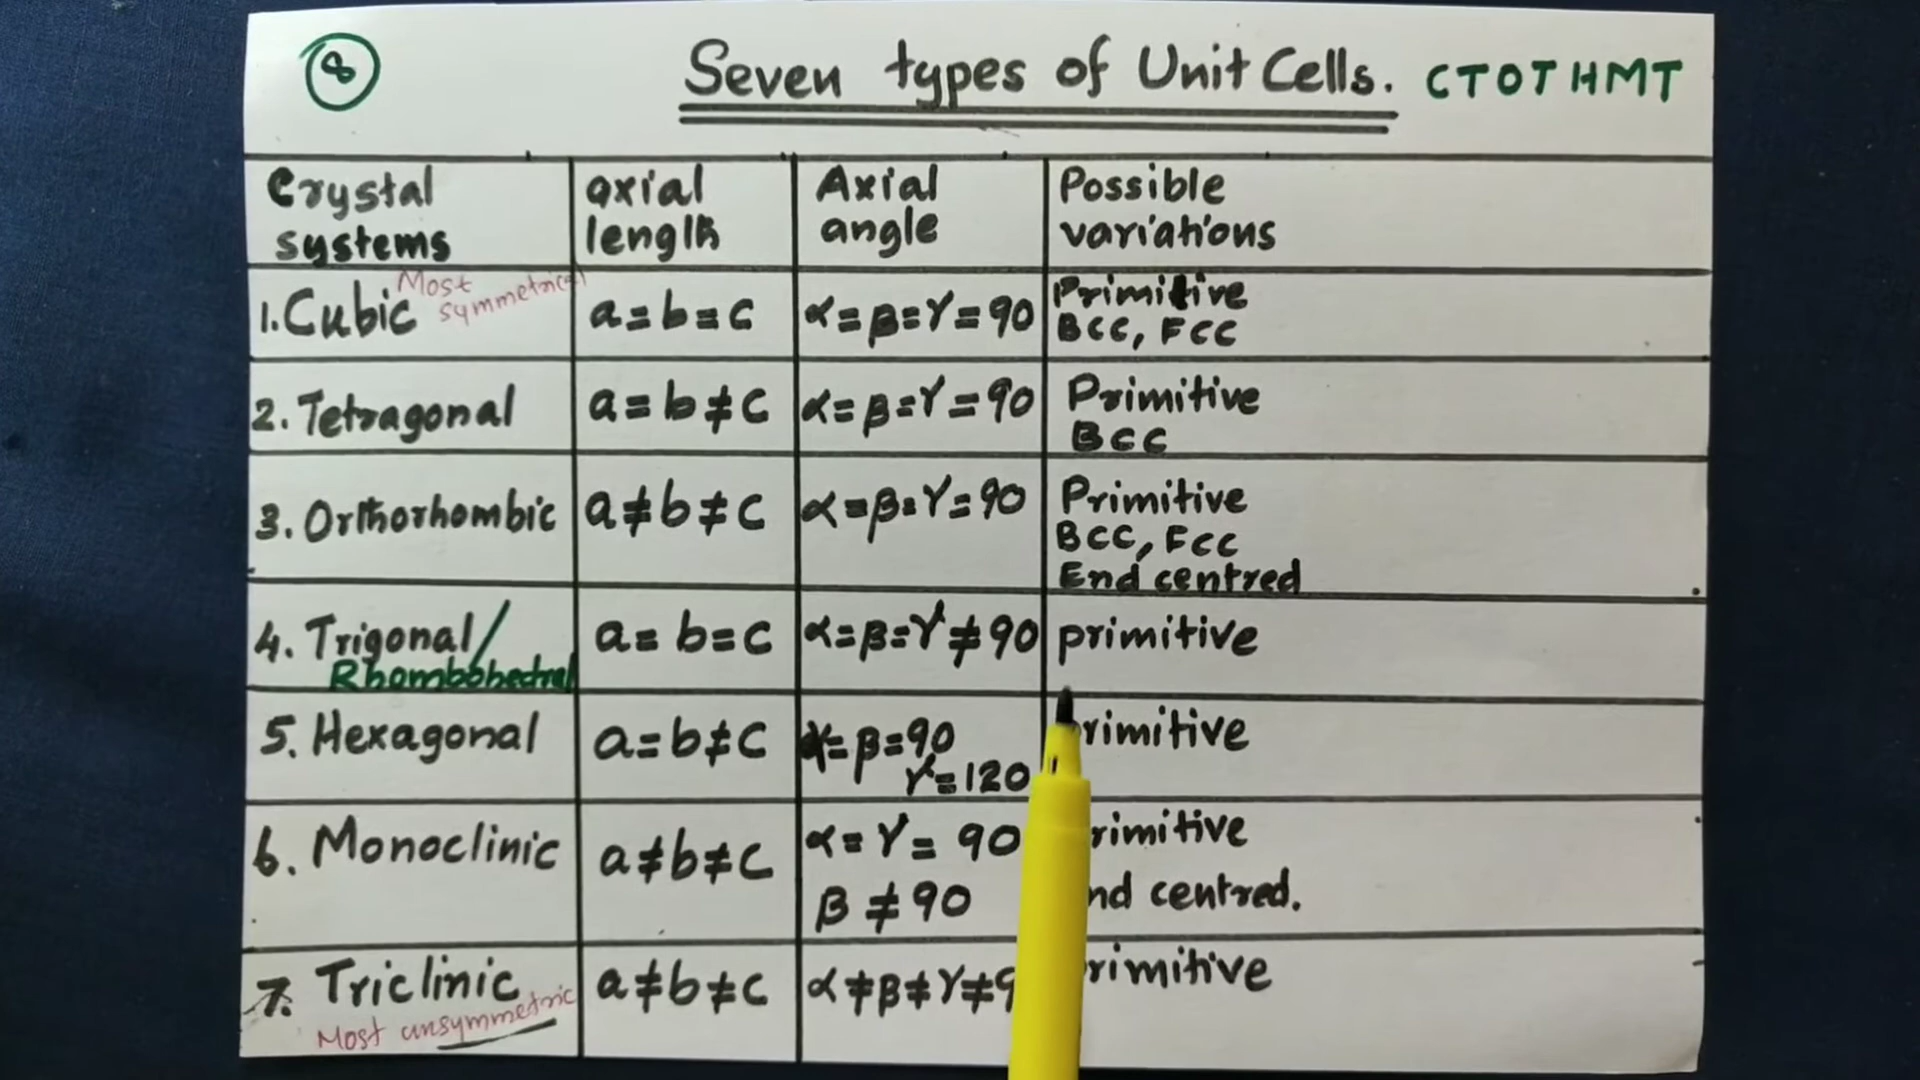 8
Seven types of Unit Cells. CTOTHMT
Crystal systems
axial length
Axial angle
Possible variations
1. Cubic Most symmetrical
a = b = c
α = β = γ = 90
Primitive
BCC, FCC
2. Tetragonal
a = b ≠ c
α = β = γ = 90
Primitive
BCC
3. Orthorhombic
a ≠ b ≠ c
α = β = γ = 90
Primitive
BCC, FCC
End centred
4. Trigonal/
Rhombohedral
a = b = c
α = β = γ ≠ 90
primitive
5. Hexagonal
a = b ≠ c
α = β = 90
γ = 120
rimitive
6. Monoclinic
a ≠ b ≠ c
α = γ = 90
β ≠ 90
rimitive
nd centred.
7. Triclinic
Most unsymmetric
a ≠ b ≠ c
α ≠ β ≠ γ ≠ 9
rimitive